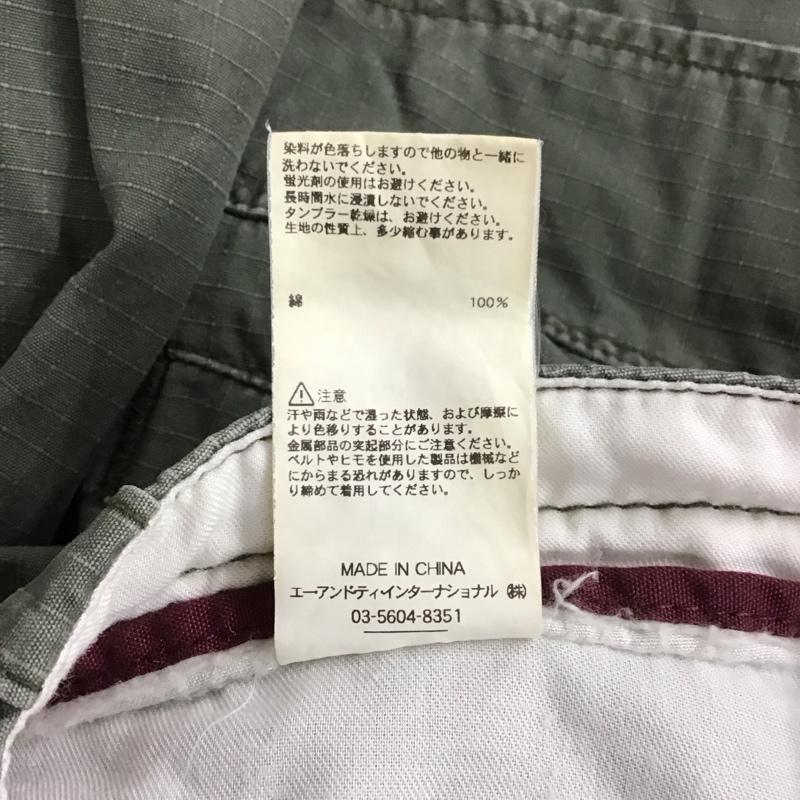 染料が色落ちしますので他の物と一緒に
洗わないでください。
蛍光剤の使用はお避けください。
長時間水に浸漬しないでください。
タンブラー乾燥は、お避けください。
生地の性質上、多少縮む事があります。
綿 100%
注意
汗や雨などで湿った状態、および摩擦に
より色移りすることがあります。
金属部品の突起部分にご注意ください。
ベルトやヒモを使用した製品は機械など
にからまる恐れがありますので、しっか
り締めて着用してください。
MADE IN CHINA
エー・アンド・ティ・インターナショナル ㈱
03-5604-8351